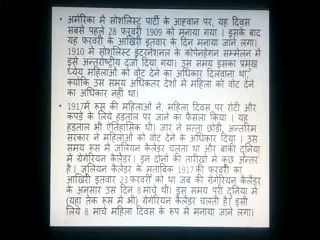 अमेरिका में सोशलिस्ट पार्टी के आह्वान पर, यह दिवस
सबसे पहले 28 फ़रवरी 1909 को मनाया गया। इसके बाद
यह फरवरी के आखिरी इतवार के दिन मनाया जाने लगा।
1910 में सोशलिस्ट इंटरनेशनल के कोपेनहेगन सम्मेलन में
इसे अन्तर्राष्ट्रीय दर्जा दिया गया। उस समय इसका प्रमुख
ध्येय महिलाओं को वोट देने का अधिकार दिलवाना था,
क्योंकि उस समय अधिकतर देशों में महिला को वोट देने
का अधिकार नहीं था।
1917में रूस की महिलाओं ने, महिला दिवस पर रोटी और
कपड़े के लिये हड़ताल पर जाने का फैसला किया। यह
हड़ताल भी ऐतिहासिक थी। ज़ार ने सत्ता छोड़ी, अन्तरिम
सरकार ने महिलाओं को वोट देने के अधिकार दिया। उस
समय रूस में जुलियन कैलेंडर चलता था और बाकी दुनिया
में ग्रेगेरियन कैलेंडर। इन दोनों की तारीखों में कुछ अन्तर
है। जुलियन कैलेंडर के मुताबिक 1917 की फरवरी का
आखिरी इतवार 23 फ़रवरी को था जब की ग्रेगेरियन कैलैंडर
के अनुसार उस दिन 8 मार्च थी। इस समय पूरी दुनिया में
(यहां तक रूस में भी) ग्रेगेरियन कैलैंडर चलता है। इसी
लिये 8 मार्च महिला दिवस के रूप में मनाया जाने लगा।